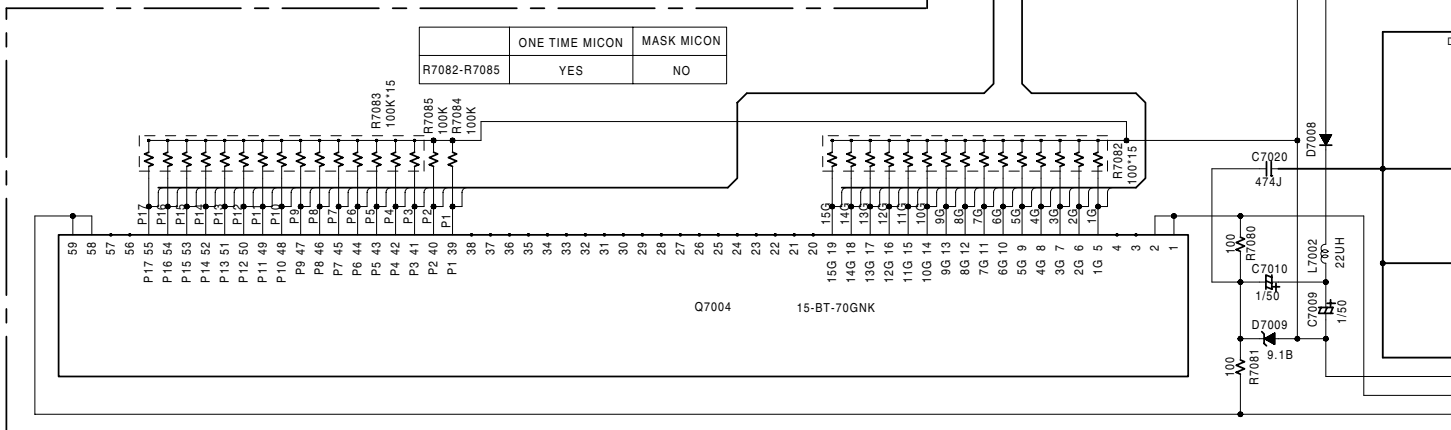 ONE TIME MICON MASK MICON
R7082-R7085 YES NO
R7083
100K*15
R7085
100K
R7084
100K
R7082
100*15
P17 P16 P15 P14 P13 P12 P11 P10 P9 P8 P7 P6 P5 P4 P3 P2 P1
15G 14G 13G 12G 11G 10G 9G 8G 7G 6G 5G 4G 3G 2G 1G
59 58 57 56 55 54 53 52 51 50 49 48 47 46 45 44 43 42 41 40 39 38 37 36 35 34 33 32 31 30 29 28 27 26 25 24 23 22 21 20 19 18 17 16 15 14 13 12 11 10 9 8 7 6 5 4 3 2 1
P17 P16 P15 P14 P13 P12 P11 P10 P9 P8 P7 P6 P5 P4 P3 P2 P1
15G 14G 13G 12G 11G 10G 9G 8G 7G 6G 5G 4G 3G 2G 1G
Q7004 15-BT-70GNK
C7020
474J
D7008
100
R7080
L7002
22UH
C7010
1/50
C7009
1/50
D7009
9.1B
100
R7081